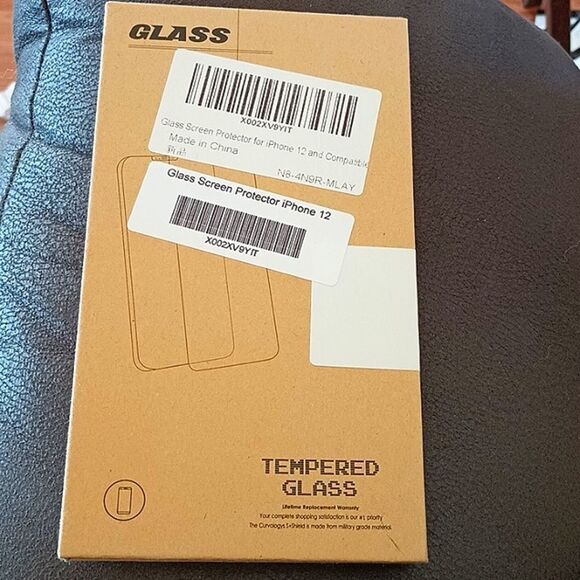 GLASS
X002XV9YIT
Glass Screen Protector for iPhone 12 and Compatible
Made in China
N8-4N9R-MLAY
Glass Screen Protector iPhone 12
X002XV9YIT
TEMPERED
GLASS
Lifetime Replacement Warranty
Your complete shopping satisfaction is our #1 priority
The Curvalogys S+Shield is made from military grade material.